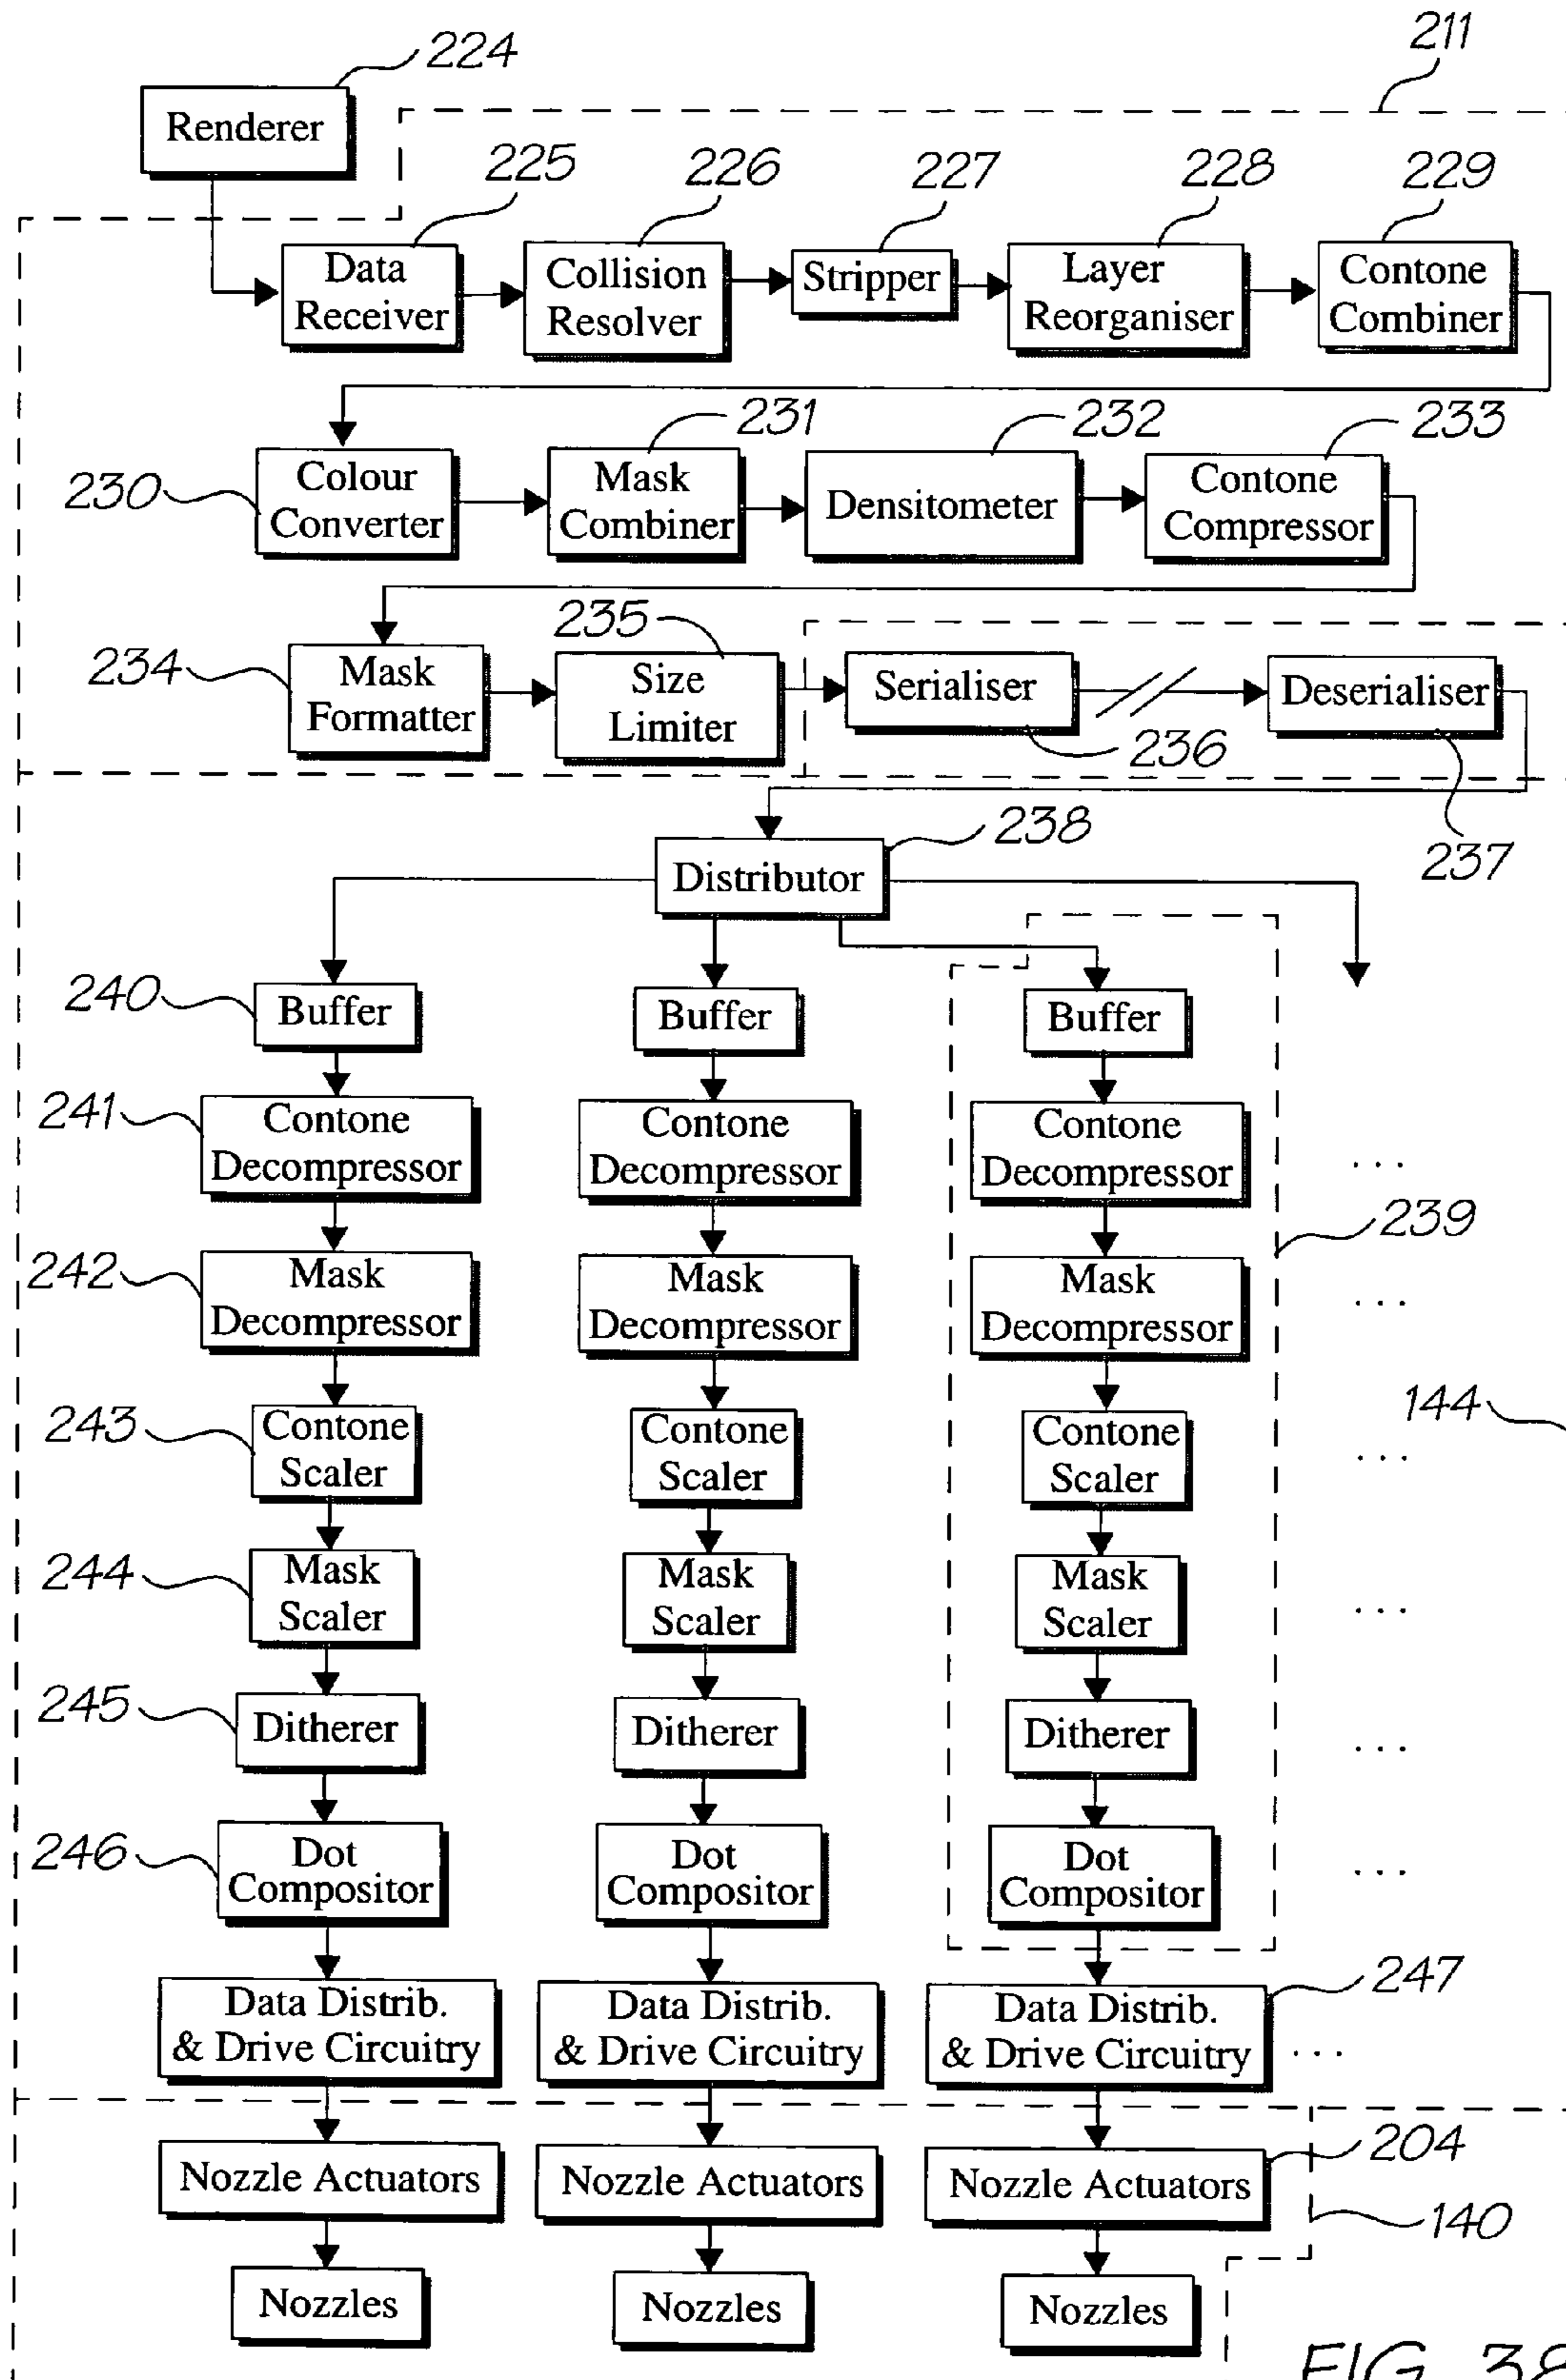 211
224
Renderer
225
226
227
228
229
Data
Receiver
Collision
Resolver
Stripper
Layer
Reorganiser
Contone
Combiner
231
232
233
230
Colour
Converter
Mask
Combiner
Densitometer
Contone
Compressor
235
234
Mask
Formatter
Size
Limiter
Serialiser
Deserialiser
236
237
238
Distributor
240
Buffer
Buffer
Buffer
241
Contone
Decompressor
Contone
Decompressor
Contone
Decompressor
...
239
242
Mask
Decompressor
Mask
Decompressor
Mask
Decompressor
...
144
243
Contone
Scaler
Contone
Scaler
Contone
Scaler
...
244
Mask
Scaler
Mask
Scaler
Mask
Scaler
...
245
Ditherer
Ditherer
Ditherer
...
246
Dot
Compositor
Dot
Compositor
Dot
Compositor
...
247
Data Distrib.
& Drive Circuitry
Data Distrib.
& Drive Circuitry
Data Distrib.
& Drive Circuitry
...
204
Nozzle Actuators
Nozzle Actuators
Nozzle Actuators
140
Nozzles
Nozzles
Nozzles
FIG. 38